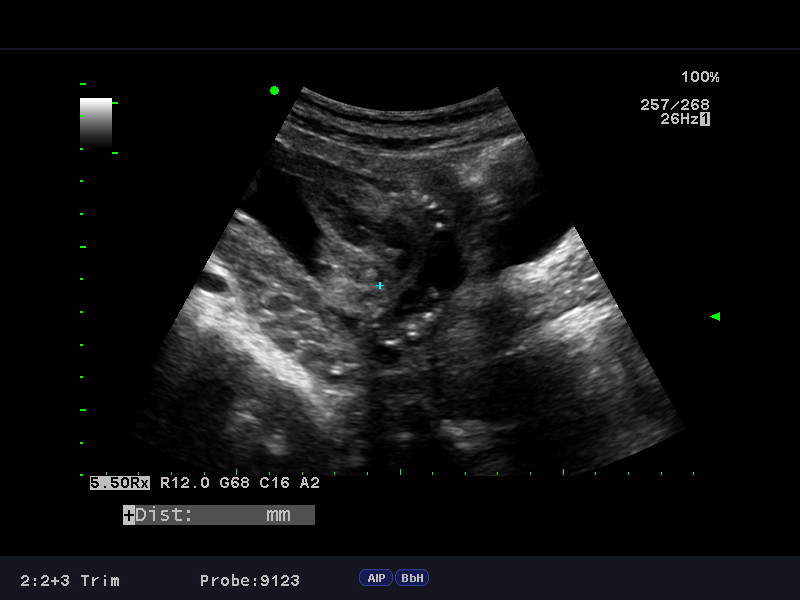 100%
257/268
26Hz1
5.50Rx R12.0 G68 C16 A2
+Dist: mm
2:2+3 Trim Probe:9123 AIP BbH